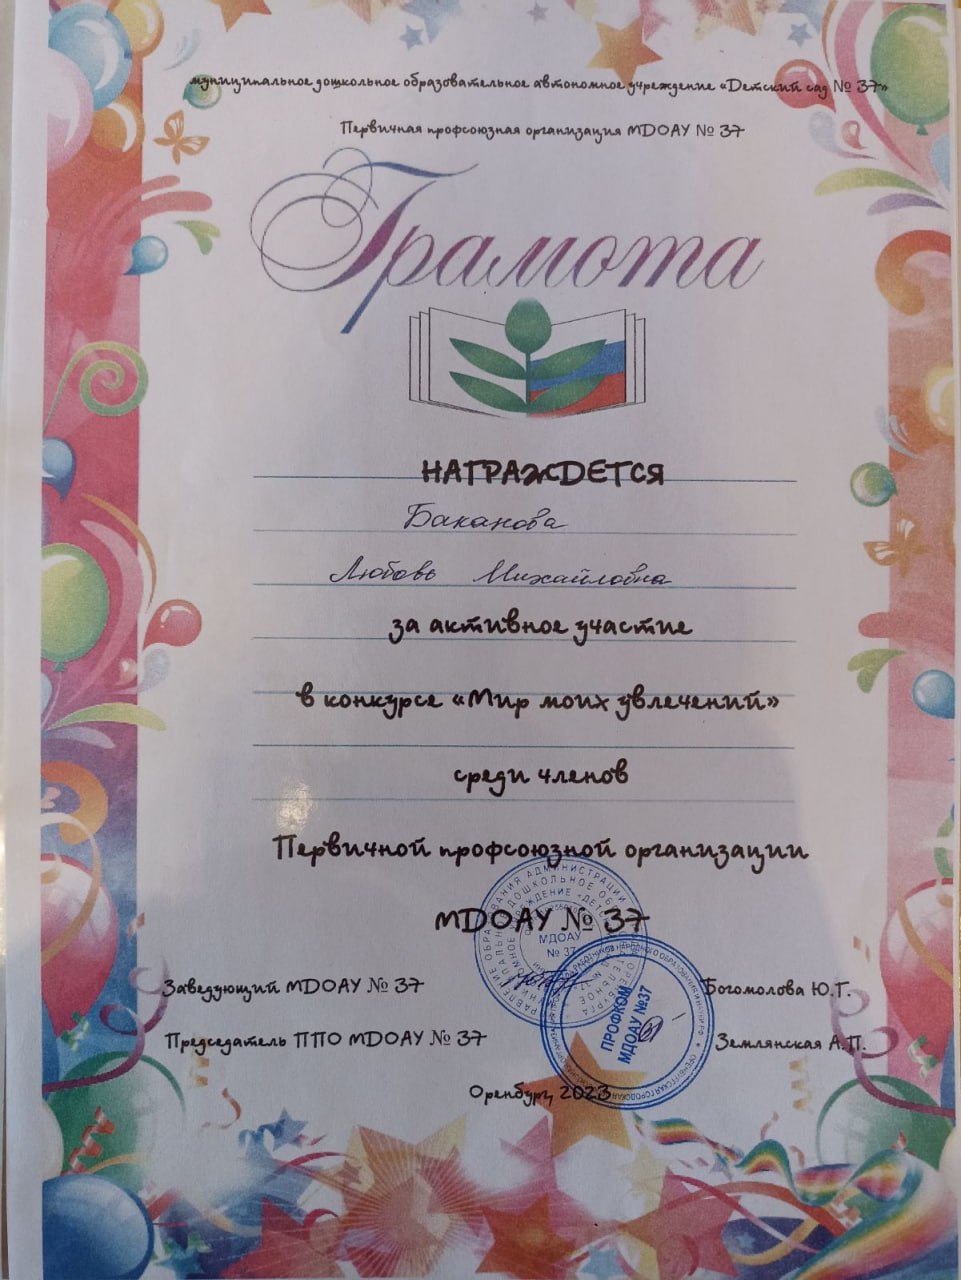 муниципальное дошкольное образовательное автономное учреждение «Детский сад № 37»
Первичная профсоюзная организация МДОАУ № 37
Грамота
НАГРАЖДЕТСЯ
Баканова
Любовь Михайловна
за активное участие
в конкурсе «Мир моих увлечений»
среди членов
Первичной профсоюзной организации
МДОАУ № 37
МДОАУ
№ 37
Заведующий МДОАУ № 37 Богомолова Ю.Г.
ПРОФКОМ
МДОАУ №37
Председатель ППО МДОАУ № 37 Землянская А.П.
Оренбург, 2023